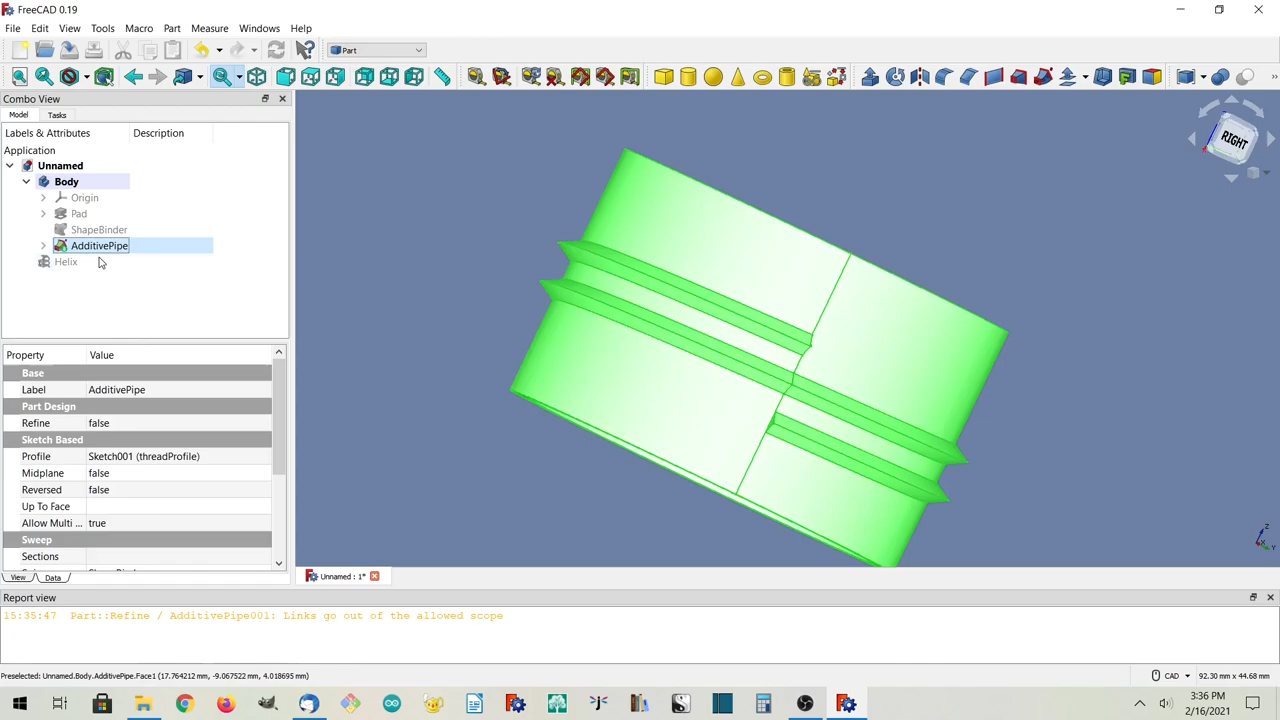 FreeCAD 0.19
File Edit View Tools Macro Part Measure Windows Help
Part
Combo View
Model Tasks
Labels & Attributes Description
Application
Unnamed
Body
Origin
Pad
ShapeBinder
AdditivePipe
Helix
RIGHT
Property Value
Base
Label AdditivePipe
Part Design
Refine false
Sketch Based
Profile Sketch001 (threadProfile)
Midplane false
Reversed false
Up To Face
Allow Multi ... true
Sweep
Sections
View Data
Z
X
Y
Unnamed : 1*
Report view
15:35:47 Part::Refine / AdditivePipe001: Links go out of the allowed scope
Preselected: Unnamed.Body.AdditivePipe.Face1 (17.764212 mm, -9.067522 mm, 4.018695 mm)
CAD 92.30 mm x 44.68 mm
3:36 PM
2/16/2021